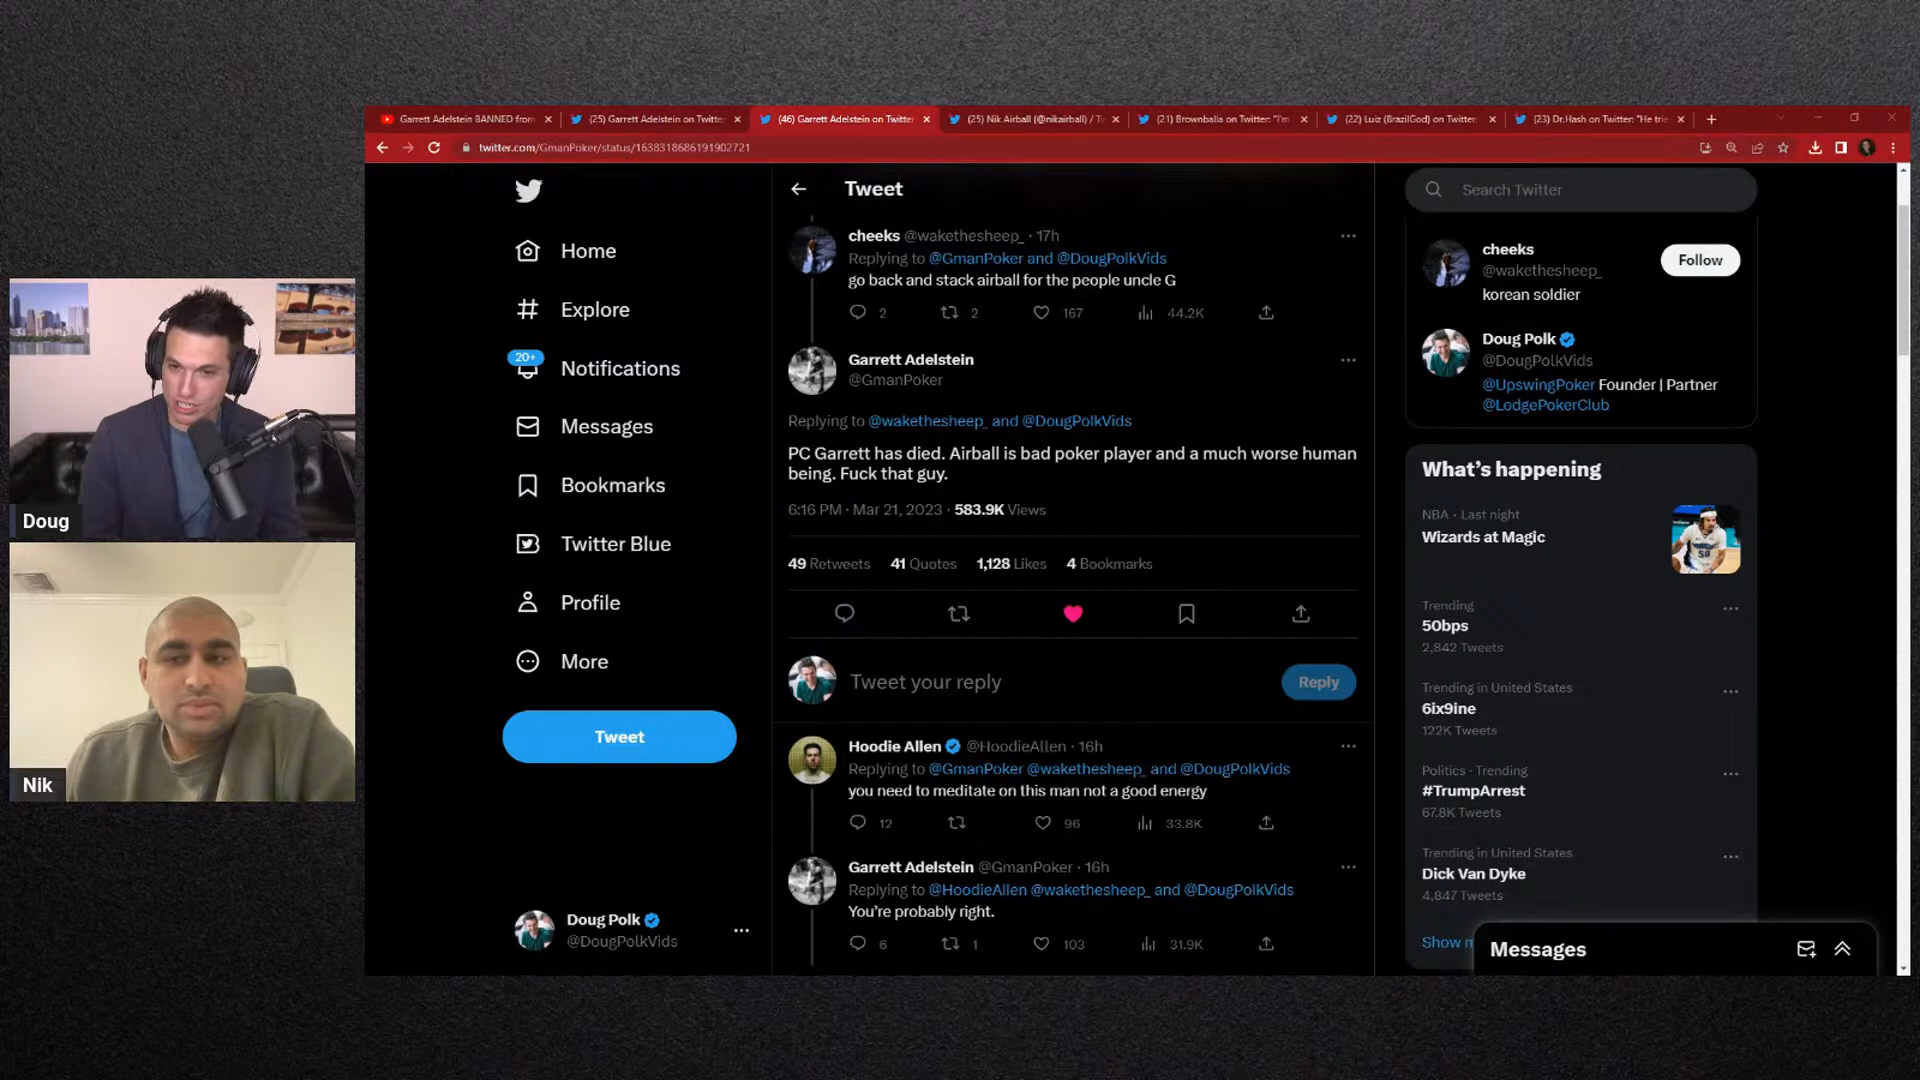 Garrett Adelstein BANNED from
(25) Garrett Adelstein on Twitte
(46) Garrett Adelstein on Twitter
(25) Nik Airball (@nikairball) / Tw
(21) Brownballa on Twitter: "I'm
(22) Luiz (BrazilGod) on Twitter:
(23) Dr.Hash on Twitter: "He trie
twitter.com/GmanPoker/status/1638318686191902721
Home
Explore
20+
Notifications
Messages
Bookmarks
Twitter Blue
Profile
More
Tweet
Doug Polk
@DougPolkVids
Tweet
cheeks @wakethesheep_ · 17h
Replying to @GmanPoker and @DougPolkVids
go back and stack airball for the people uncle G
2 2 167 44.2K
Garrett Adelstein
@GmanPoker
Replying to @wakethesheep_ and @DougPolkVids
PC Garrett has died. Airball is bad poker player and a much worse human
being. Fuck that guy.
6:16 PM · Mar 21, 2023 · 583.9K Views
49 Retweets 41 Quotes 1,128 Likes 4 Bookmarks
Tweet your reply
Reply
Hoodie Allen @HoodieAllen · 16h
Replying to @GmanPoker @wakethesheep_ and @DougPolkVids
you need to meditate on this man not a good energy
12 96 33.8K
Garrett Adelstein @GmanPoker · 16h
Replying to @HoodieAllen @wakethesheep_ and @DougPolkVids
You're probably right.
6 1 103 31.9K
Search Twitter
cheeks
@wakethesheep_
korean soldier
Follow
Doug Polk
@DougPolkVids
@UpswingPoker Founder | Partner
@LodgePokerClub
What's happening
NBA · Last night
Wizards at Magic
Trending
50bps
2,842 Tweets
Trending in United States
6ix9ine
122K Tweets
Politics · Trending
#TrumpArrest
67.8K Tweets
Trending in United States
Dick Van Dyke
4,847 Tweets
Show m
Messages
Doug
Nik